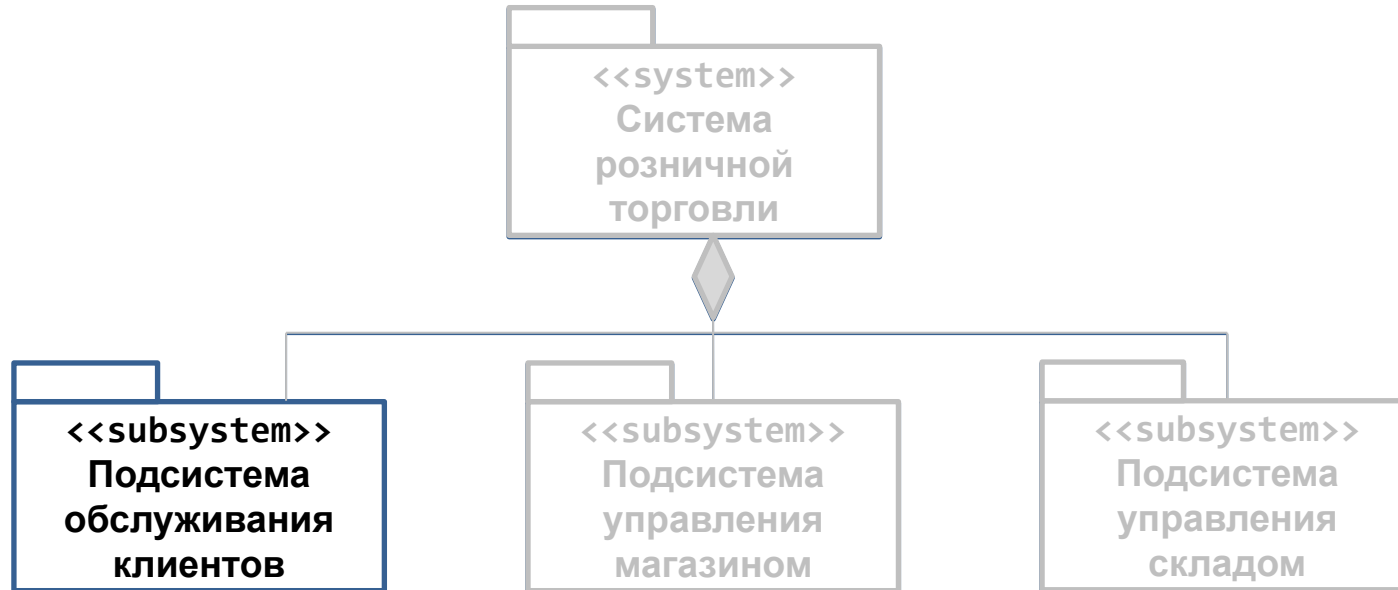 <<system>>
Система
розничной
торговли
<<subsystem>>
Подсистема
обслуживания
клиентов
<<subsystem>>
Подсистема
управления
магазином
<<subsystem>>
Подсистема
управления
складом